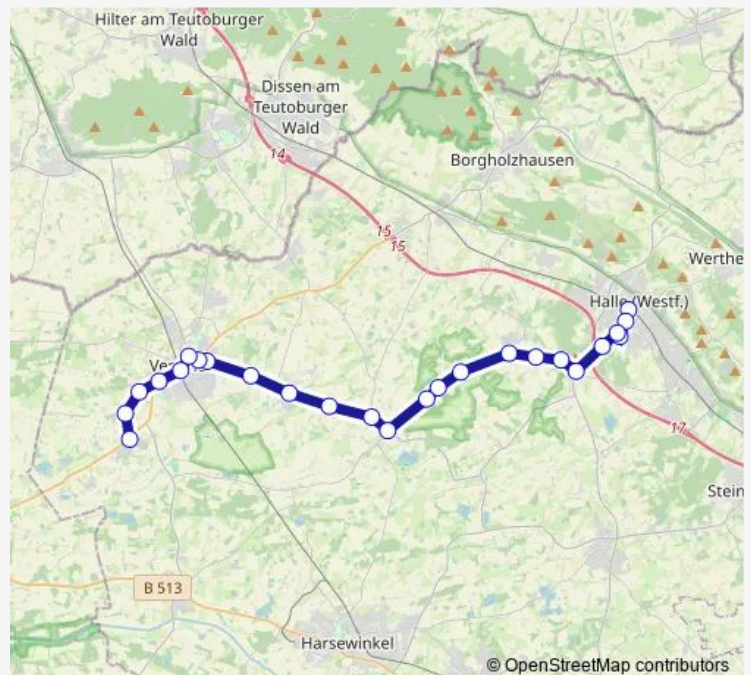 Hilter am Teutoburger
Wald
Dissen am
Teutoburger
Wald
14
Borgholzhausen
15
15
Werthe
Halle (Westf.)
17
Stein
B 513
Harsewinkel
© OpenStreetMap contributors